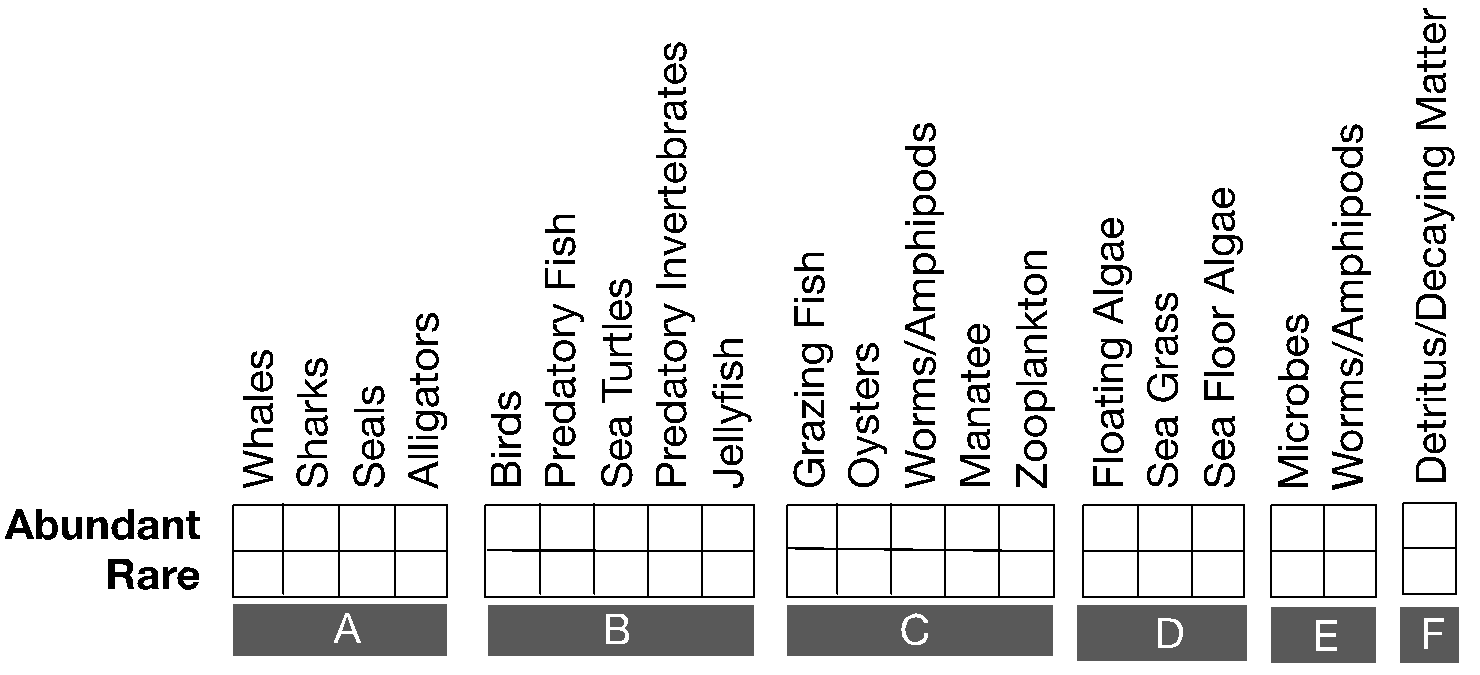 Whales
Sharks
Seals
Alligators
Birds
Predatory Fish
Sea Turtles
Predatory Invertebrates
Jellyfish
Grazing Fish
Oysters
Worms/Amphipods
Manatee
Zooplankton
Floating Algae
Sea Grass
Sea Floor Algae
Microbes
Worms/Amphipods
Detritus/Decaying Matter
Abundant
Rare
A
B
C
D
E
F